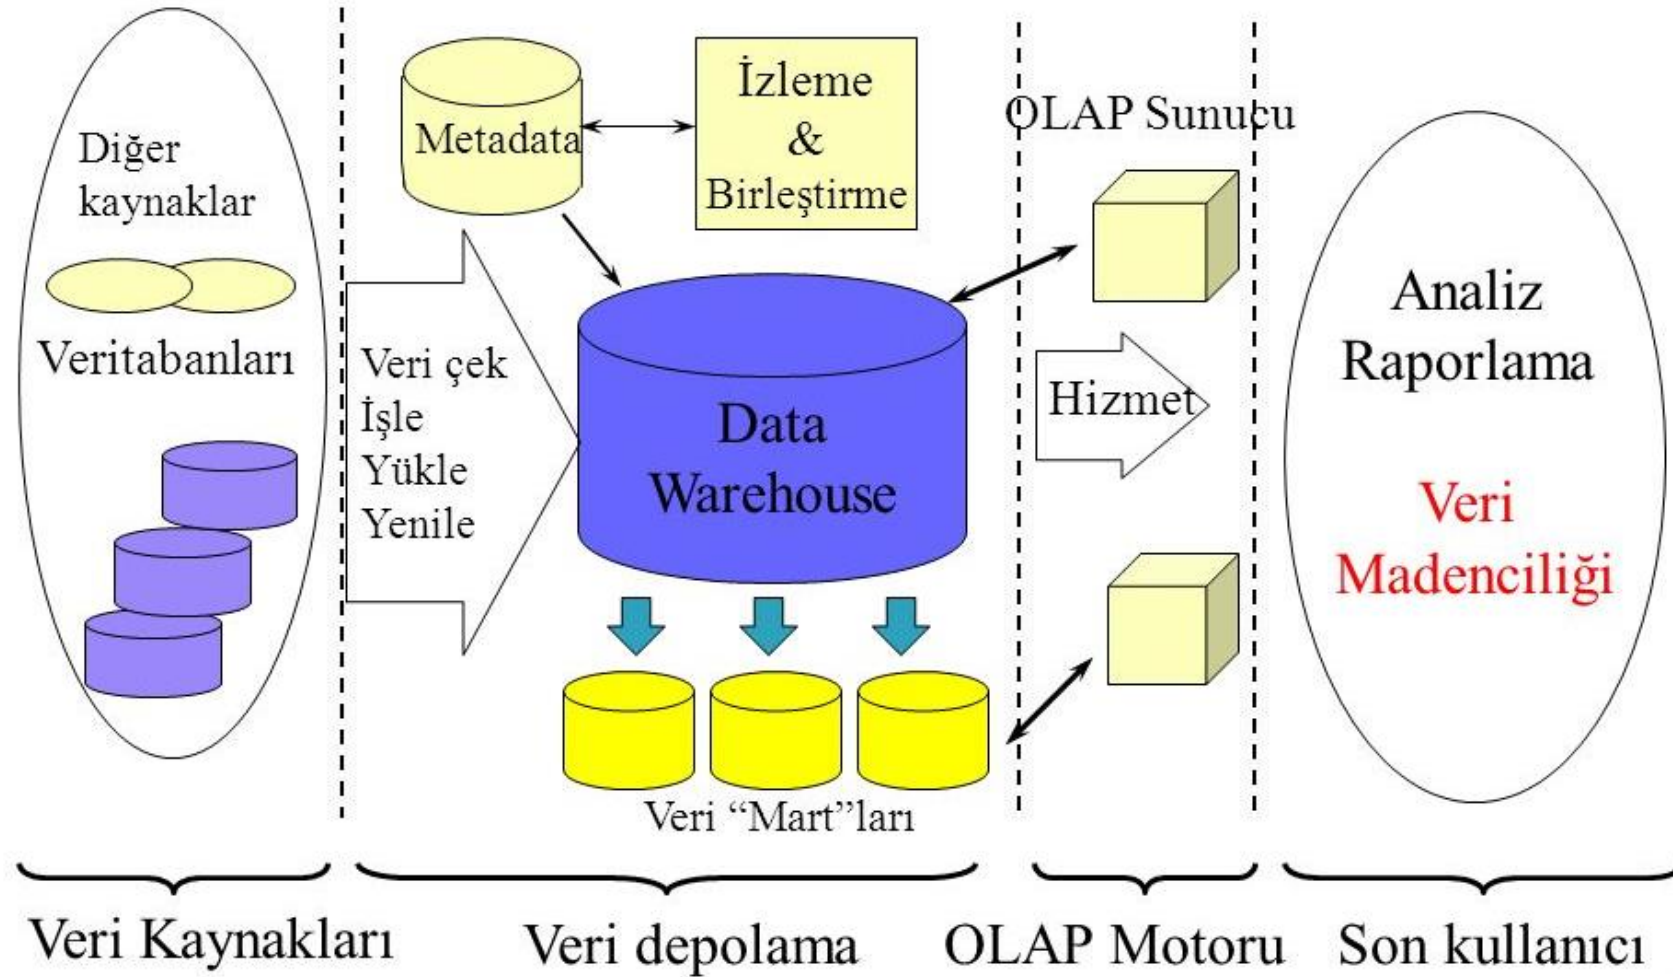 Diğer
kaynaklar
Veritabanları
Metadata
İzleme
&
Birleştirme
Veri çek
İşle
Yükle
Yenile
Data
Warehouse
Veri “Mart”ları
OLAP Sunucu
Hizmet
Analiz
Raporlama
Veri
Madenciliği
Veri Kaynakları
Veri depolama
OLAP Motoru
Son kullanıcı